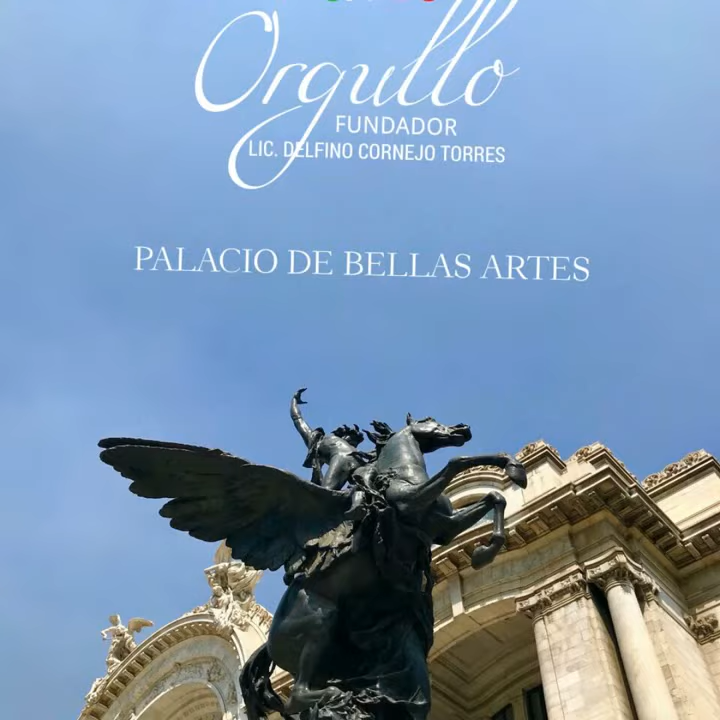 Orgullo
FUNDADOR
LIC. DELFINO CORNEJO TORRES
PALACIO DE BELLAS ARTES